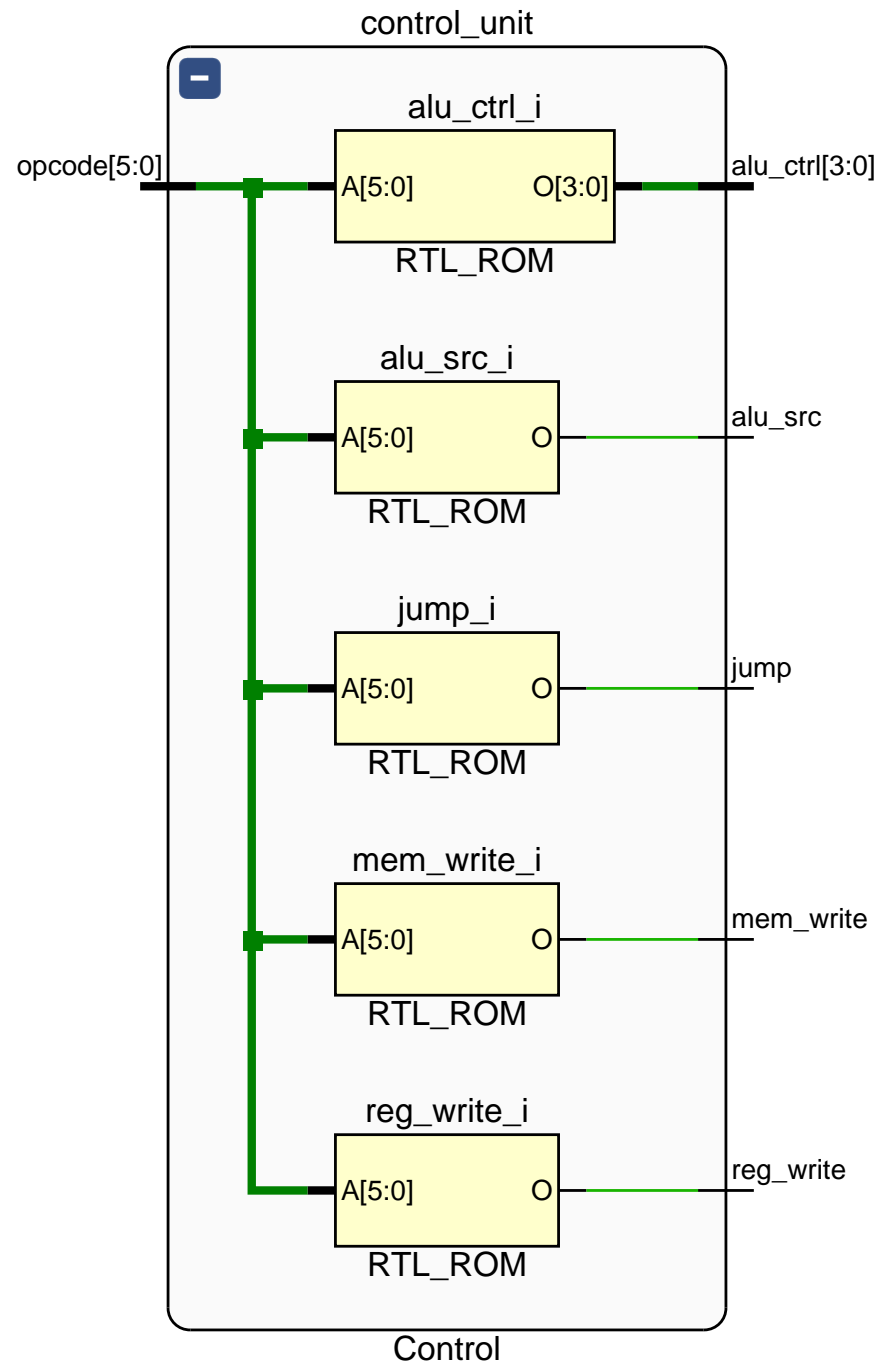 control_unit
alu_ctrl_i
opcode[5:0]
A[5:0] O[3:0]
alu_ctrl[3:0]
RTL_ROM
alu_src_i
A[5:0] O
alu_src
RTL_ROM
jump_i
A[5:0] O
jump
RTL_ROM
mem_write_i
A[5:0] O
mem_write
RTL_ROM
reg_write_i
A[5:0] O
reg_write
RTL_ROM
Control